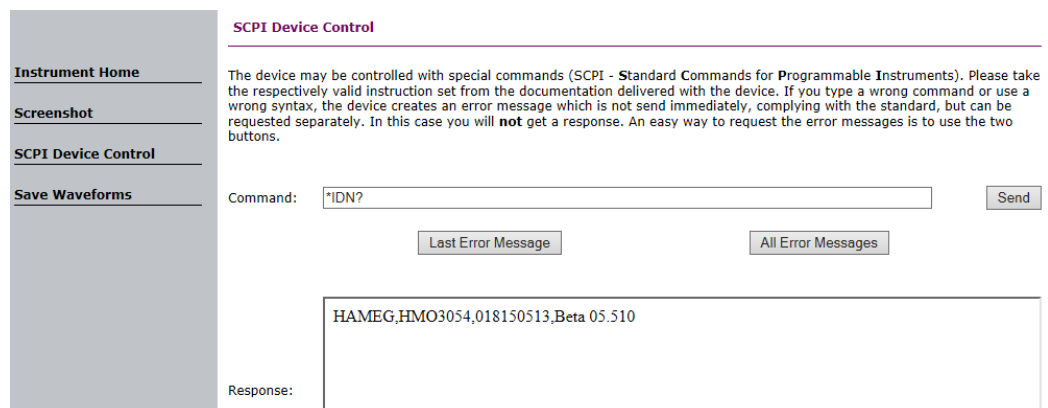 SCPI Device Control
Instrument Home
Screenshot
SCPI Device Control
Save Waveforms
The device may be controlled with special commands (SCPI - Standard Commands for Programmable Instruments). Please take
the respectively valid instruction set from the documentation delivered with the device. If you type a wrong command or use a
wrong syntax, the device creates an error message which is not send immediately, complying with the standard, but can be
requested separately. In this case you will not get a response. An easy way to request the error messages is to use the two
buttons.
Command:
*IDN?
Send
Last Error Message
All Error Messages
HAMEG,HMO3054,018150513,Beta 05.510
Response: